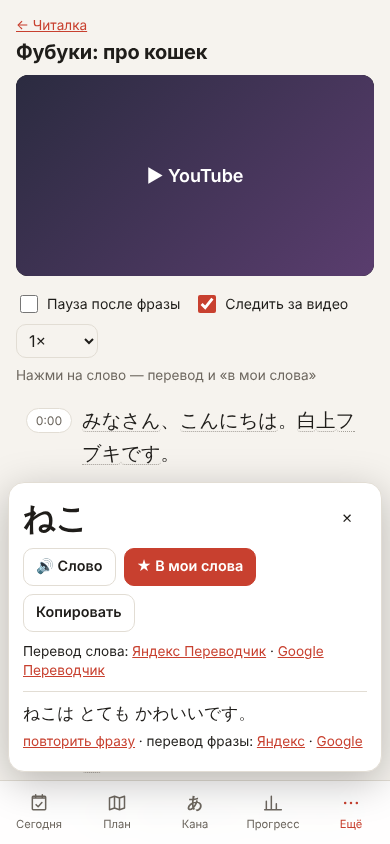 ← Читалка
Фубуки: про кошек
▶ YouTube
Пауза после фразы Следить за видео
1×
Нажми на слово — перевод и «в мои слова»
0:00 みなさん、こんにちは。白上フ
ブキです。
ねこ ×
🔊 Слово ★ В мои слова
Копировать
Перевод слова: Яндекс Переводчик · Google
Переводчик
ねこは とても かわいいです。
повторить фразу · перевод фразы: Яндекс · Google
あ
Сегодня План Кана Прогресс Ещё